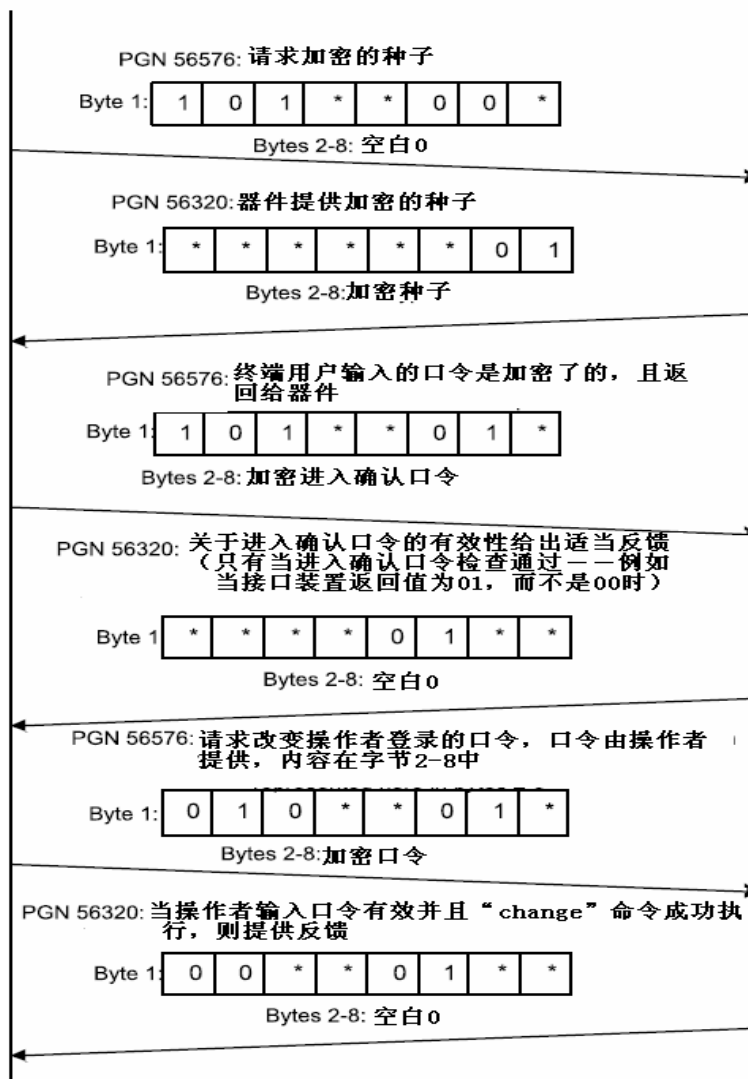 PGN 56576: 请求加密的种子
Byte 1: 1 0 1 * * 0 0 *
Bytes 2-8: 空白0
PGN 56320: 器件提供加密的种子
Byte 1: * * * * * * 0 1
Bytes 2-8: 加密种子
PGN 56576: 终端用户输入的口令是加密了的，且返
回给器件
Byte 1: 1 0 1 * * 0 1 *
Bytes 2-8: 加密进入确认口令
PGN 56320: 关于进入确认口令的有效性给出适当反馈
（只有当进入确认口令检查通过－－例如
当接口装置返回值为01，而不是00时）
Byte 1 * * * * 0 1 * *
Bytes 2-8: 空白0
PGN 56576: 请求改变操作者登录的口令，口令由操作者
提供，内容在字节2-8中
Byte 1: 0 1 0 * * 0 1 *
Bytes 2-8: 加密口令
PGN 56320: 当操作者输入口令有效并且“change”命令成功执
行，则提供反馈
Byte 1: 0 0 * * 0 1 * *
Bytes 2-8: 空白0